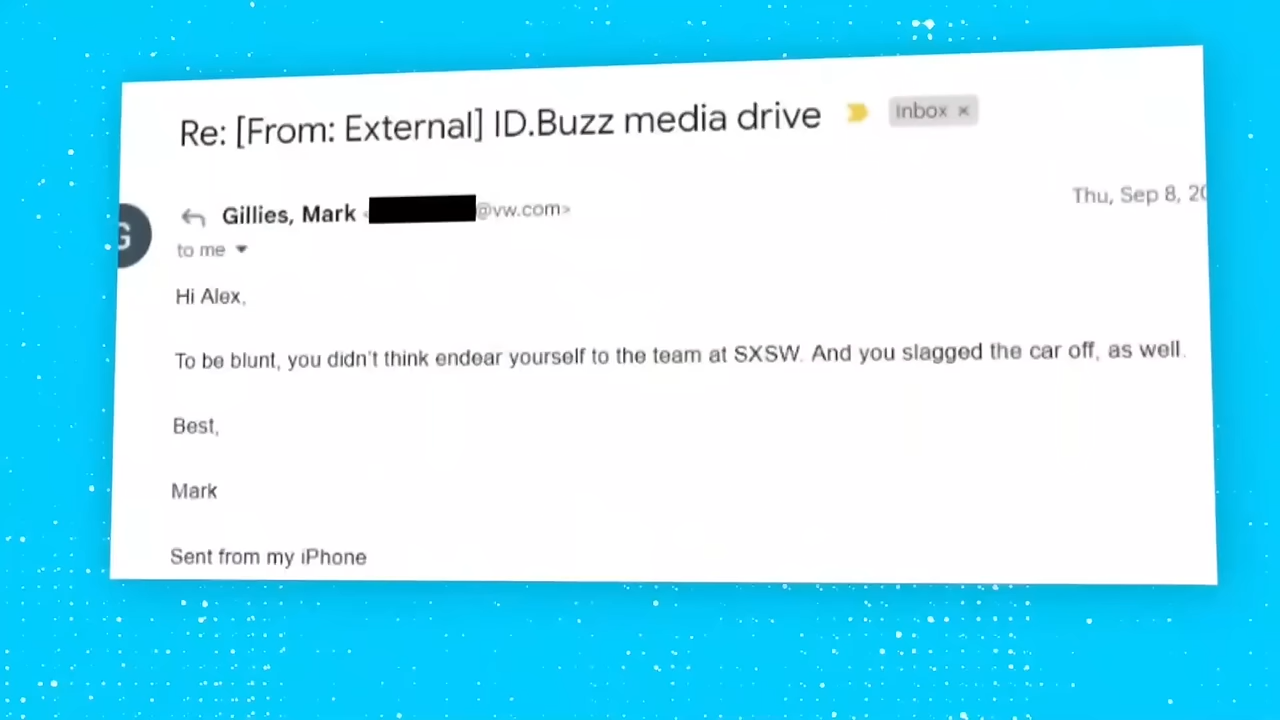 Re: [From: External] ID.Buzz media drive
Inbox ×
G
Gillies, Mark
@vw.com>
Thu, Sep 8, 20
to me
Hi Alex,
To be blunt, you didn't think endear yourself to the team at SXSW. And you slagged the car off, as well.
Best,
Mark
Sent from my iPhone